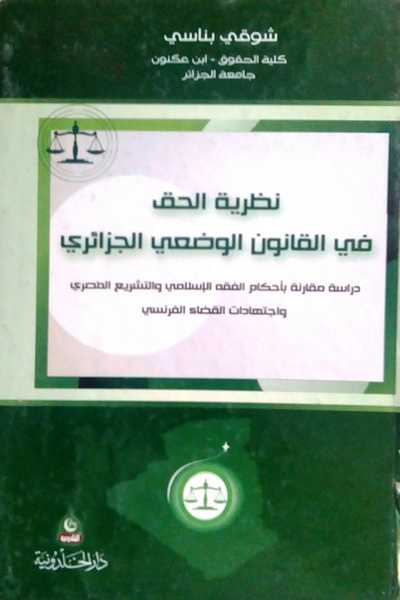 شوقي بناسي
كلية الحقوق - ابن عكنون
جامعة الجزائر
نظرية الحق
في القانون الوضعي الجزائري
دراسة مقارنة بأحكام الفقه الإسلامي والتشريع المصري
واجتهادات القضاء الفرنسي
دار الخلدونية